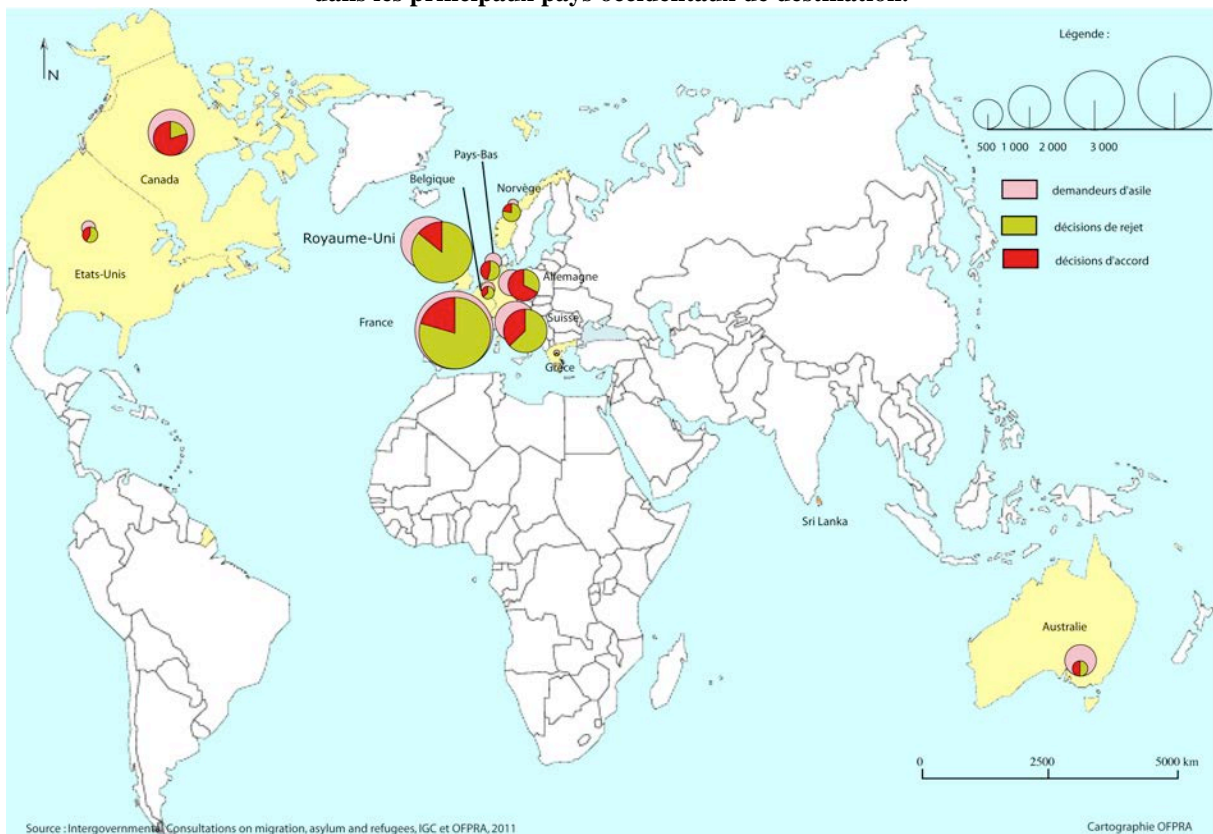 dans les principaux pays occidentaux de destination.
Légende :
N
500 1 000 2 000 3 000
Pays-Bas
demandeurs d'asile
Belgique
Norvège
Canada
décisions de rejet
Royaume-Uni
décisions d'accord
Etats-Unis
Allemagne
France
Suisse
Grèce
Sri Lanka
Australie
0 2500 5000 km
Source : Intergovernmental Consultations on migration, asylum and refugees, IGC et OFPRA, 2011
Cartographie OFPRA